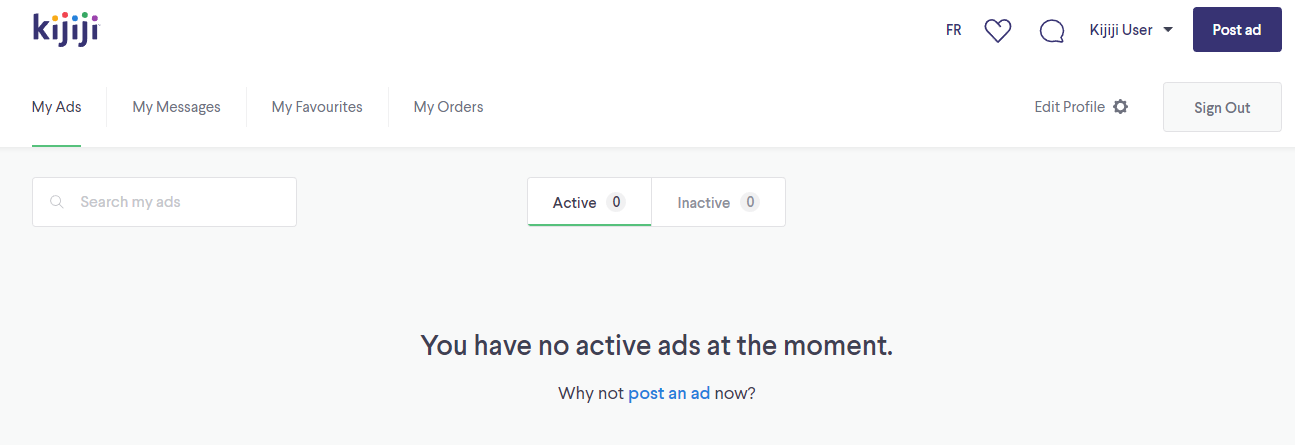 kijiji
FR
Kijiji User
Post ad
My Ads
My Messages
My Favourites
My Orders
Edit Profile
Sign Out
Search my ads
Active 0
Inactive 0
You have no active ads at the moment.
Why not post an ad now?